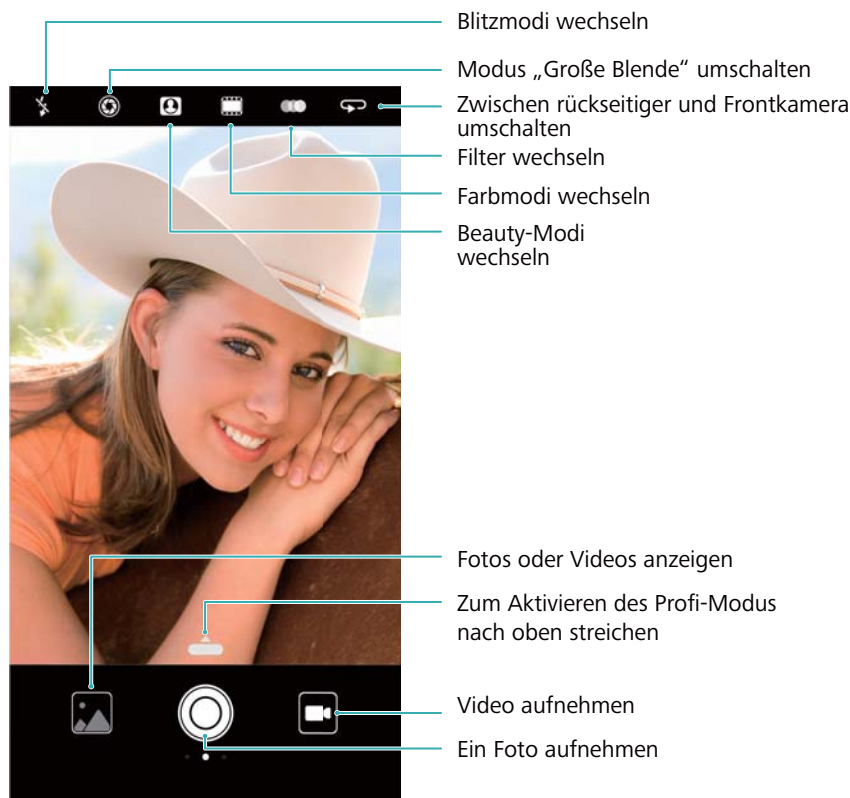 Blitzmodi wechseln
Modus „Große Blende“ umschalten
Zwischen rückseitiger und Frontkamera
umschalten
Filter wechseln
Farbmodi wechseln
Beauty-Modi
wechseln
Fotos oder Videos anzeigen
Zum Aktivieren des Profi-Modus
nach oben streichen
Video aufnehmen
Ein Foto aufnehmen